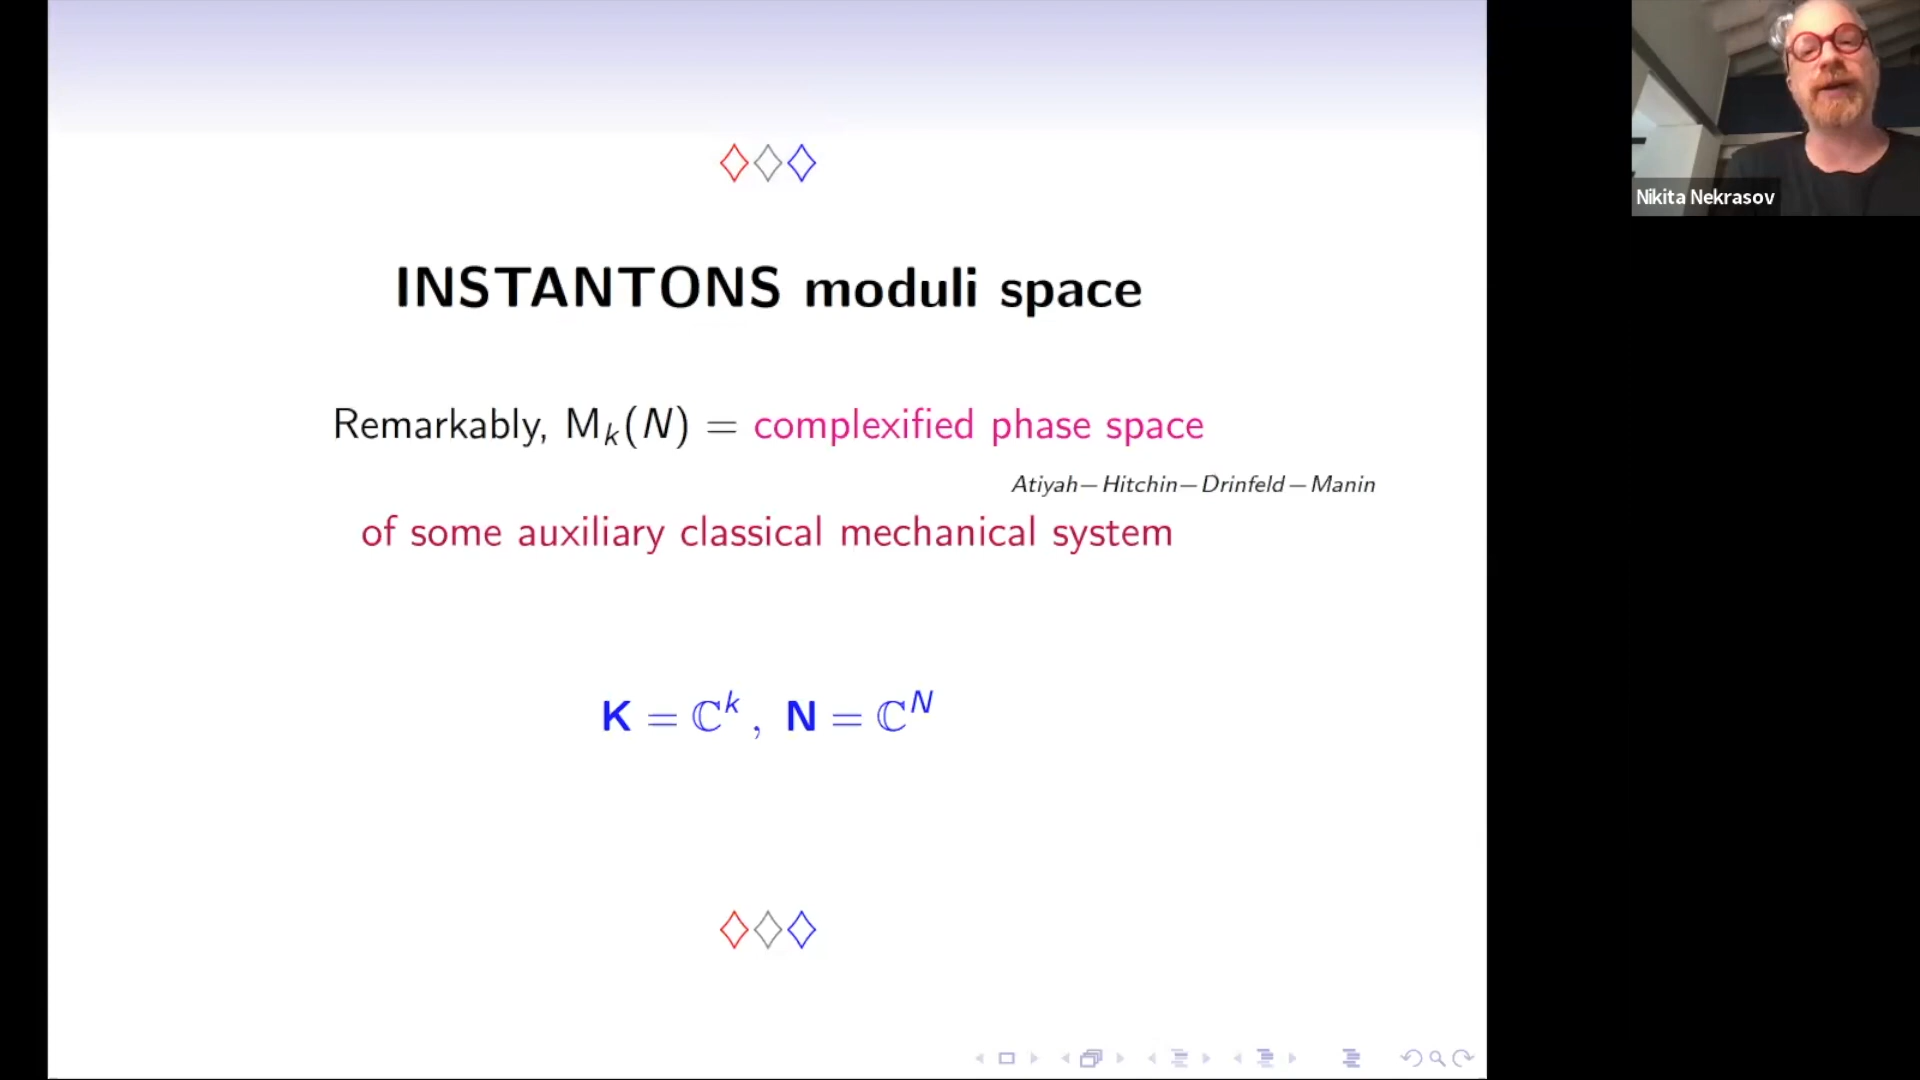 INSTANTONS moduli space
Remarkably, M_k(N) = complexified phase space
Atiyah–Hitchin–Drinfeld–Manin
of some auxiliary classical mechanical system
K = ℂ^k , N = ℂ^N
Nikita Nekrasov